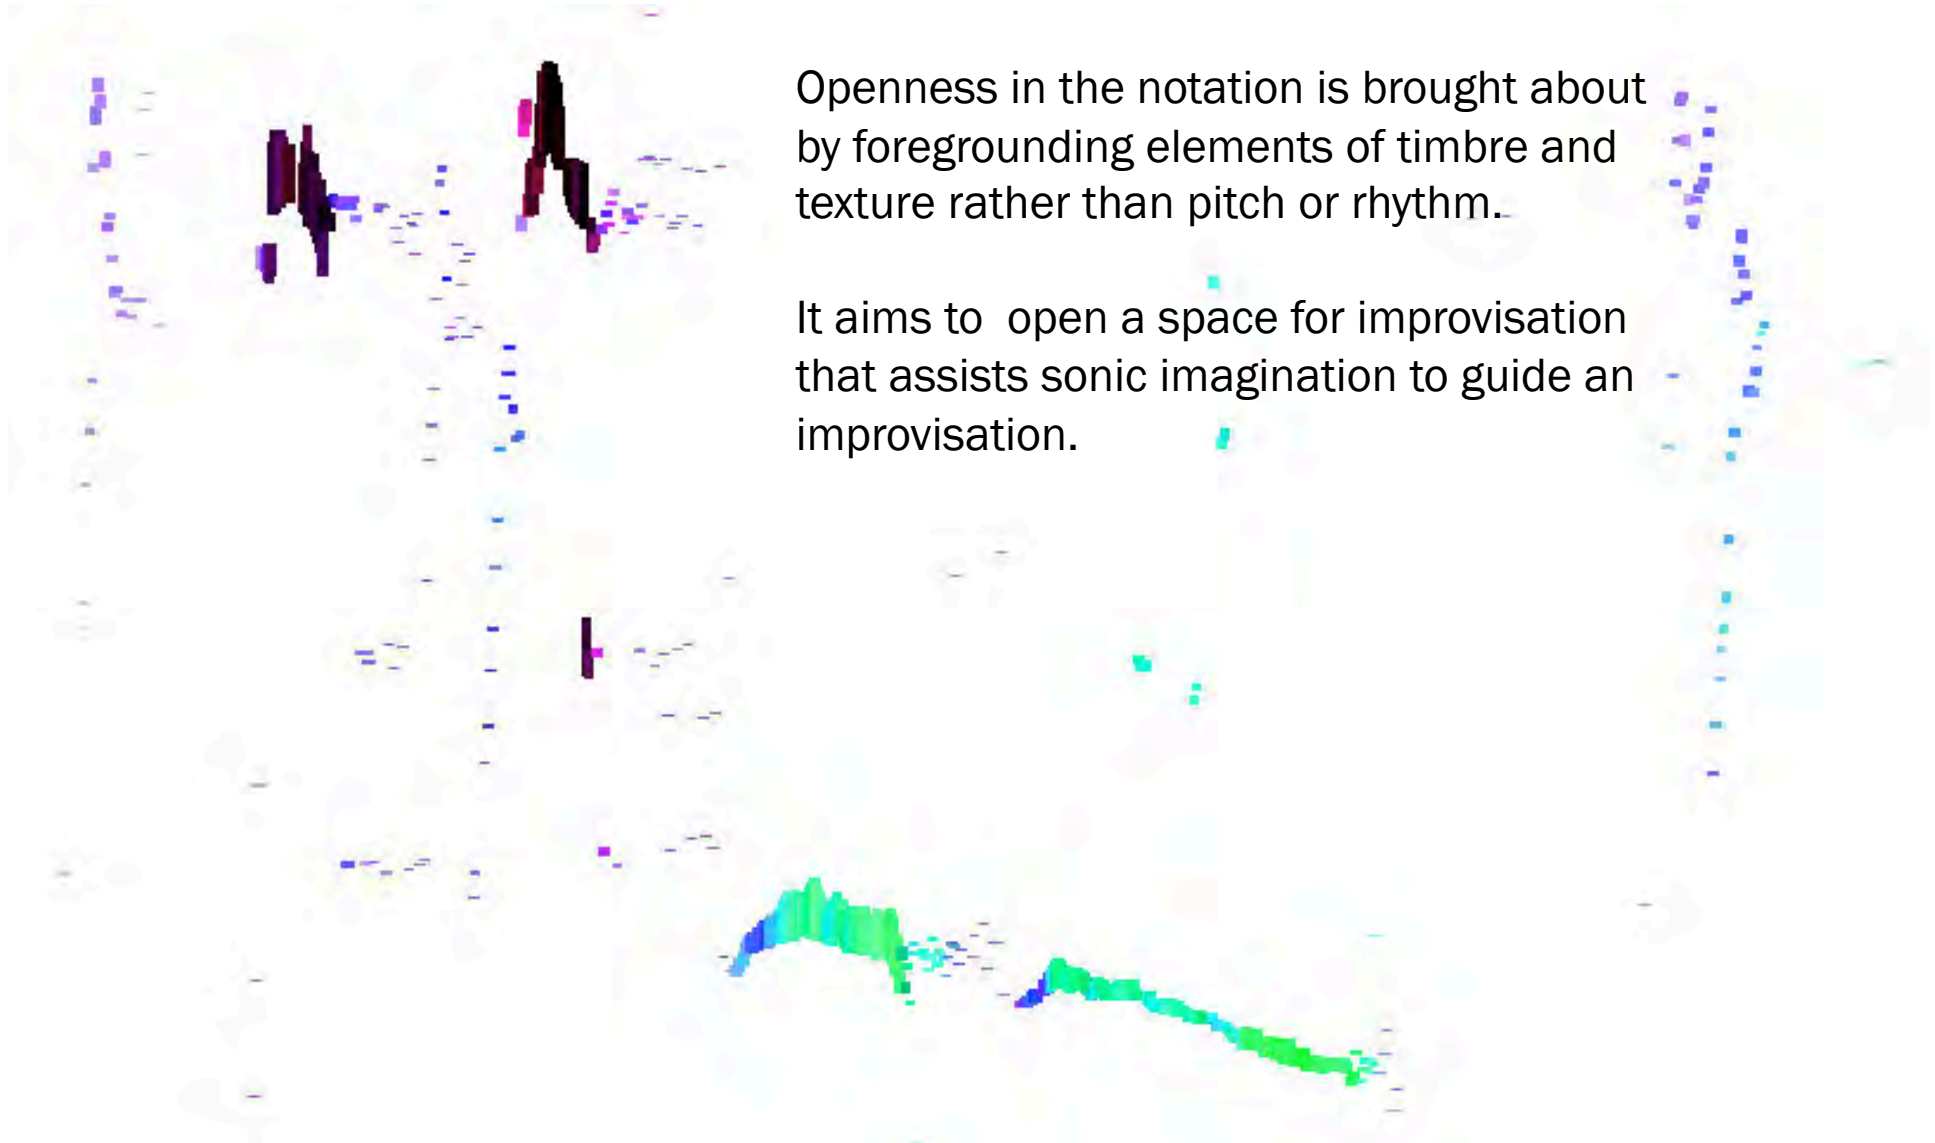 Openness in the notation is brought about
by foregrounding elements of timbre and
texture rather than pitch or rhythm.
It aims to  open a space for improvisation
that assists sonic imagination to guide an
improvisation.